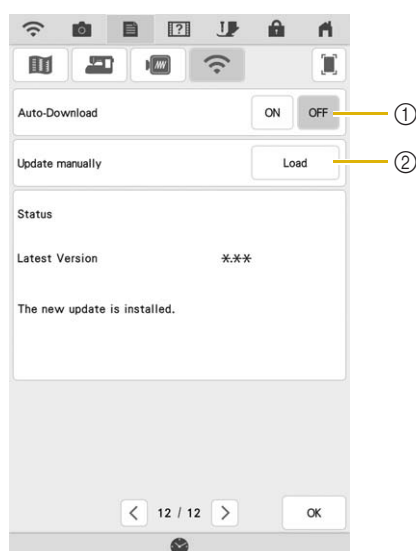 Auto-Download ON OFF ①
Update manually Load ②
Status
Latest Version *.**
The new update is installed.
< 12 / 12 > OK